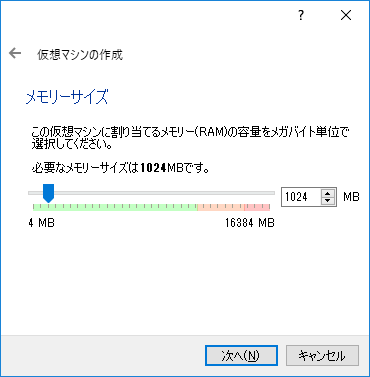 ?
仮想マシンの作成
メモリーサイズ
この仮想マシンに割り当てるメモリー(RAM)の容量をメガバイト単位で
選択してください。
必要なメモリーサイズは1024MBです。
1024 MB
4 MB 16384 MB
次へ(N) キャンセル